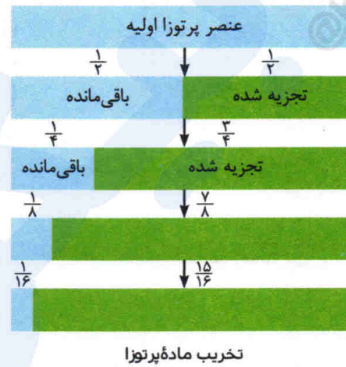 عنصر پرتوزا اولیه
۱/۲ ۱/۲
باقی‌مانده تجزیه شده
۱/۴ ۳/۴
باقی‌مانده تجزیه شده
۱/۸ ۷/۸
۱/۱۶ ۱۵/۱۶
تخریب مادهٔ پرتوزا